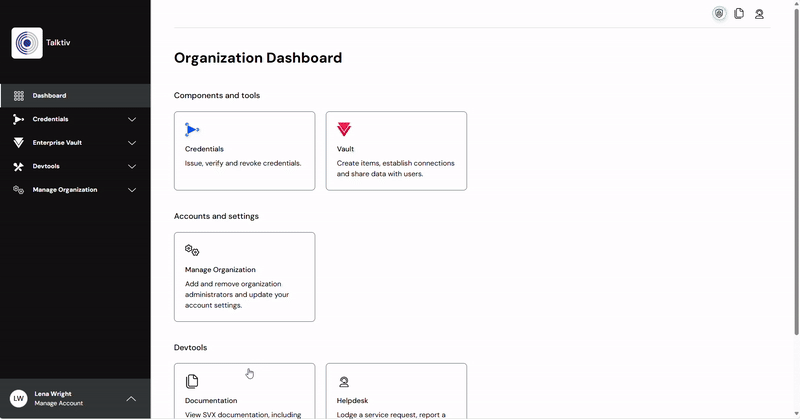 Talktiv
Dashboard
Credentials
Enterprise Vault
Devtools
Manage Organization
LW
Lena Wright
Manage Account
Organization Dashboard
Components and tools
Credentials
Issue, verify and revoke credentials.
Vault
Create items, establish connections
and share data with users.
Accounts and settings
Manage Organization
Add and remove organization
administrators and update your
account settings.
Devtools
Documentation
View SVX documentation, including
Helpdesk
Lodge a service request, report a